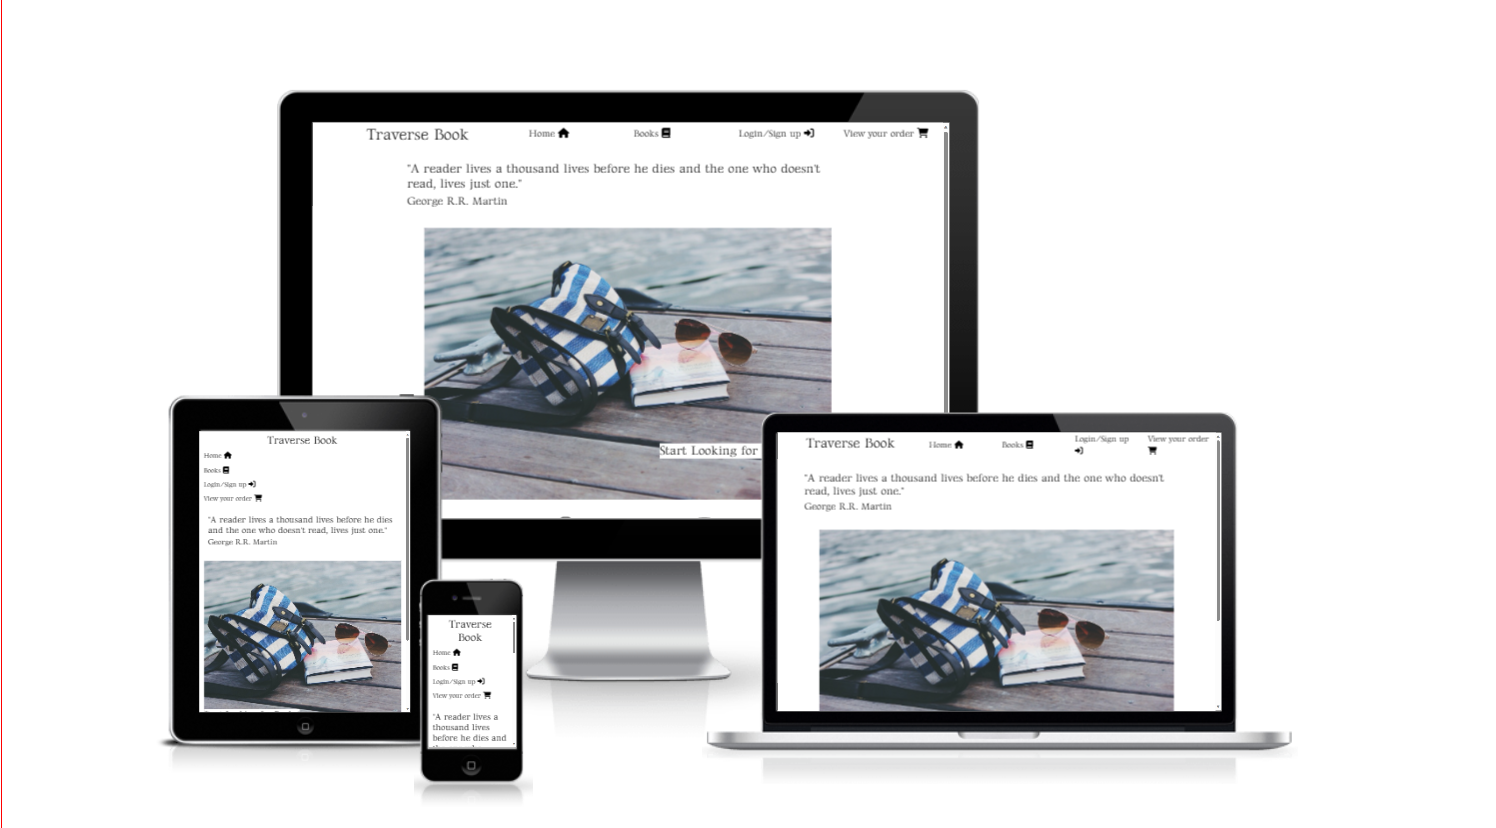 Traverse Book
Home
Books
Login/Sign up
View your order
"A reader lives a thousand lives before he dies and the one who doesn't
read, lives just one."
George R.R. Martin
Start Looking for
Traverse Book
Home
Books
Login/Sign up
View your order
"A reader lives a thousand lives before he dies
and the one who doesn't read, lives just one."
George R.R. Martin
Traverse
Book
Home
Books
Login/Sign up
View your order
"A reader lives a
thousand lives
before he dies and
Traverse Book
Home
Books
Login/Sign up
View your order
"A reader lives a thousand lives before he dies and the one who doesn't
read, lives just one."
George R.R. Martin